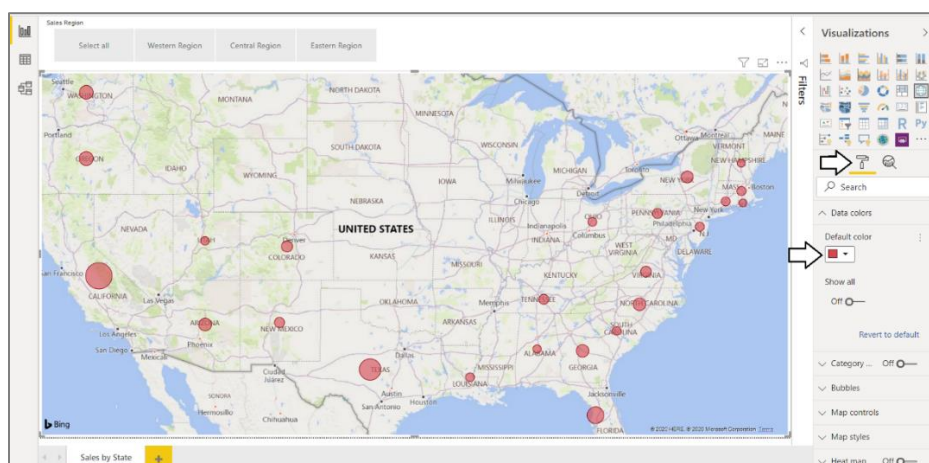 Sales Region
Select all
Western Region
Central Region
Eastern Region
Filters
Visualizations
R
Py
Search
Data colors
Default color
Show all
Off
Revert to default
Category ... Off
Bubbles
Map controls
Map styles
Heat map Off
Seattle
WASHINGTON
MONTANA
NORTH DAKOTA
MINNESOTA
Portland
OREGON
IDAHO
WYOMING
SOUTH DAKOTA
WISCONSIN
MICHIGAN
Toronto
Ottawa
Montreal
MAINE
VERMONT
NEW HAMPSHIRE
NEW Y
MASSA
Boston
IOWA
Milwaukee
Detroit
Chicago
NEBRASKA
NEVADA
Denver
COLORADO
UNITED STATES
KANSAS
MISSOURI
ILLINOIS
Indianapolis
INDIANA
OHIO
Columbus
PENNSYLVANIA
New York
Philadelphia
NJ
WEST
VIRGINIA
DELAWARE
San Francisco
CALIFORNIA
Las Vegas
KENTUCKY
VIRGINIA
Los Angeles
ARIZONA
Phoenix
NEW MEXICO
OKLAHOMA
Memphis
TENNESSEE
NORTH CAROLINA
San Diego
Mexicali
ARKANSAS
SOUTH
CAROLINA
Dallas
MISSISSIPPI
ALABAMA
GEORGIA
Ciudad
Juárez
TEXAS
LOUISIANA
Jacksonville
SONORA
Hermosillo
Chihuahua
Austin
Houston
San Antonio
FLORIDA
Bing
© 2020 HERE, © 2020 Microsoft Corporation Terms
Sales by State
+